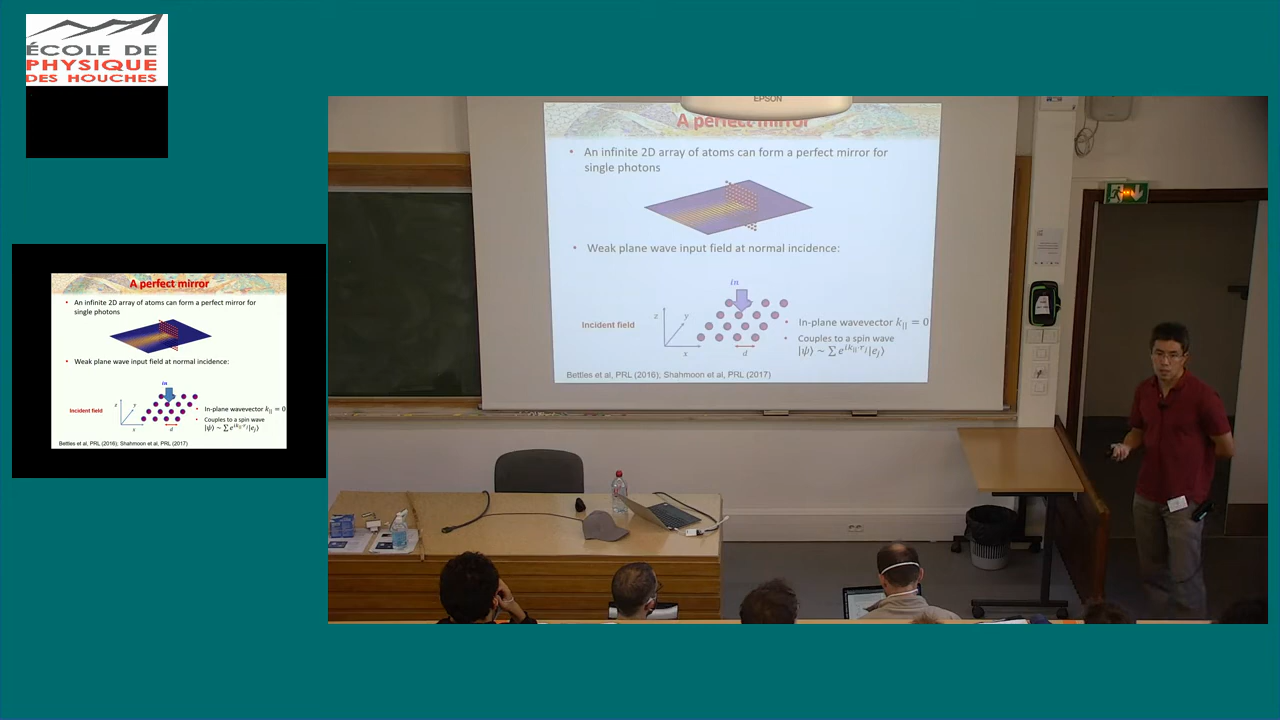 ÉCOLE DE
PHYSIQUE
DES HOUCHES
EPSON
A perfect mirror
• An infinite 2D array of atoms can form a perfect mirror for
single photons
• Weak plane wave input field at normal incidence:
in
z
y
x
d
Incident field
• In-plane wavevector k|| = 0
• Couples to a spin wave
|ψ⟩ ~ ∑ e^{ik||·r_j}|e_j⟩
Bettles et al, PRL (2016); Shahmoon et al, PRL (2017)
A perfect mirror
• An infinite 2D array of atoms can form a perfect mirror for
single photons
• Weak plane wave input field at normal incidence:
in
z
y
x
d
Incident field
• In-plane wavevector k|| = 0
• Couples to a spin wave
|ψ⟩ ~ ∑ e^{ik||·r_j}|e_j⟩
Bettles et al, PRL (2016); Shahmoon et al, PRL (2017)